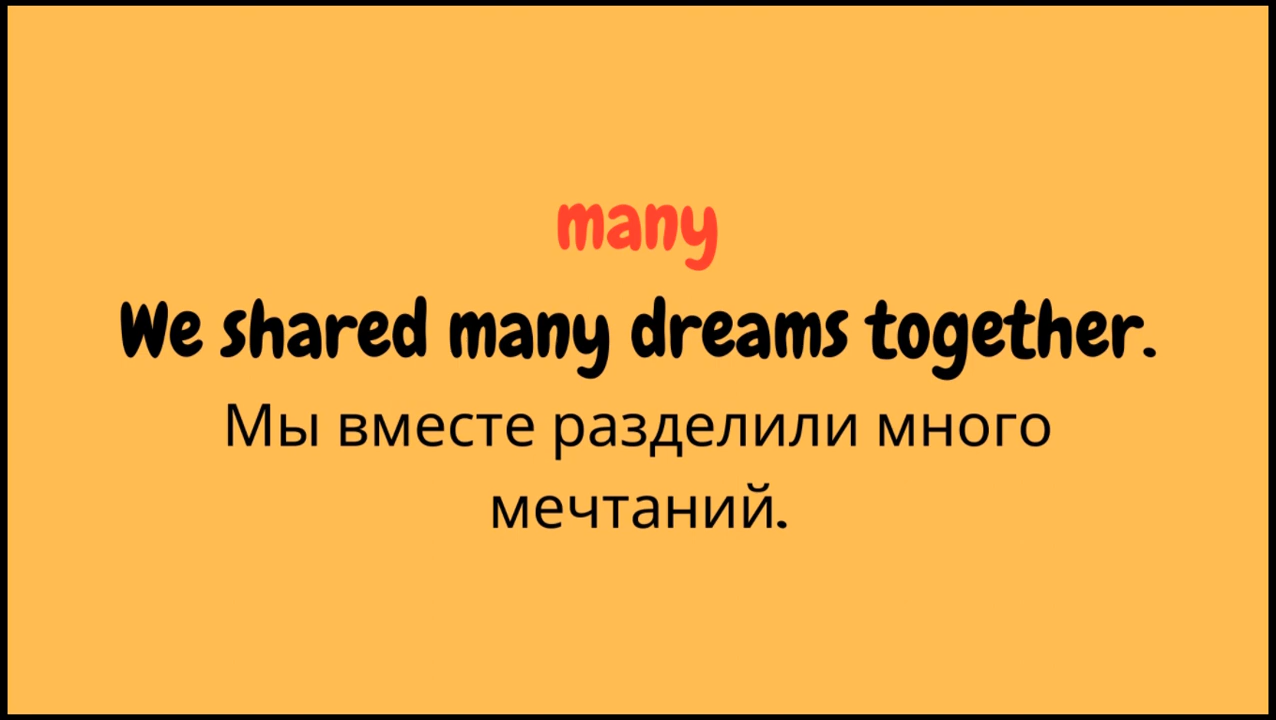 many
We shared many dreams together.
Мы вместе разделили много
мечтаний.